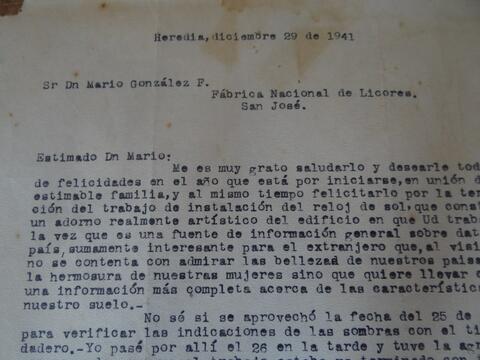 Heredia, diciembre 29 de 1941
Sr Dn Mario González F.
Fábrica Nacional de Licores.
San José.
Estimado Dn Mario:
Me es muy grato saludarlo y desearle tod
de felicidades en el año que está por iniciarse, en unión d
estimable familia, y al mismo tiempo felicitarlo por la ter
ción del trabajo de instalación del reloj de sol, que const
un adorno realmente artístico del edificio en que Ud trab
la vez que es una fuente de información general sobre dat
país, sumamente interesante para el extranjero que, al visi
no se contenta con admirar las bellezas de nuestros paisa
la hermosura de nuestras mujeres sino que quiere llevar
una información más completa acerca de las característica
nuestro suelo.-
No sé si se aprovechó la fecha del 25 de
para verificar las indicaciones de las sombras con el ti
dadero.- Yo pasé por allí el 26 en la tarde y tuve la agr